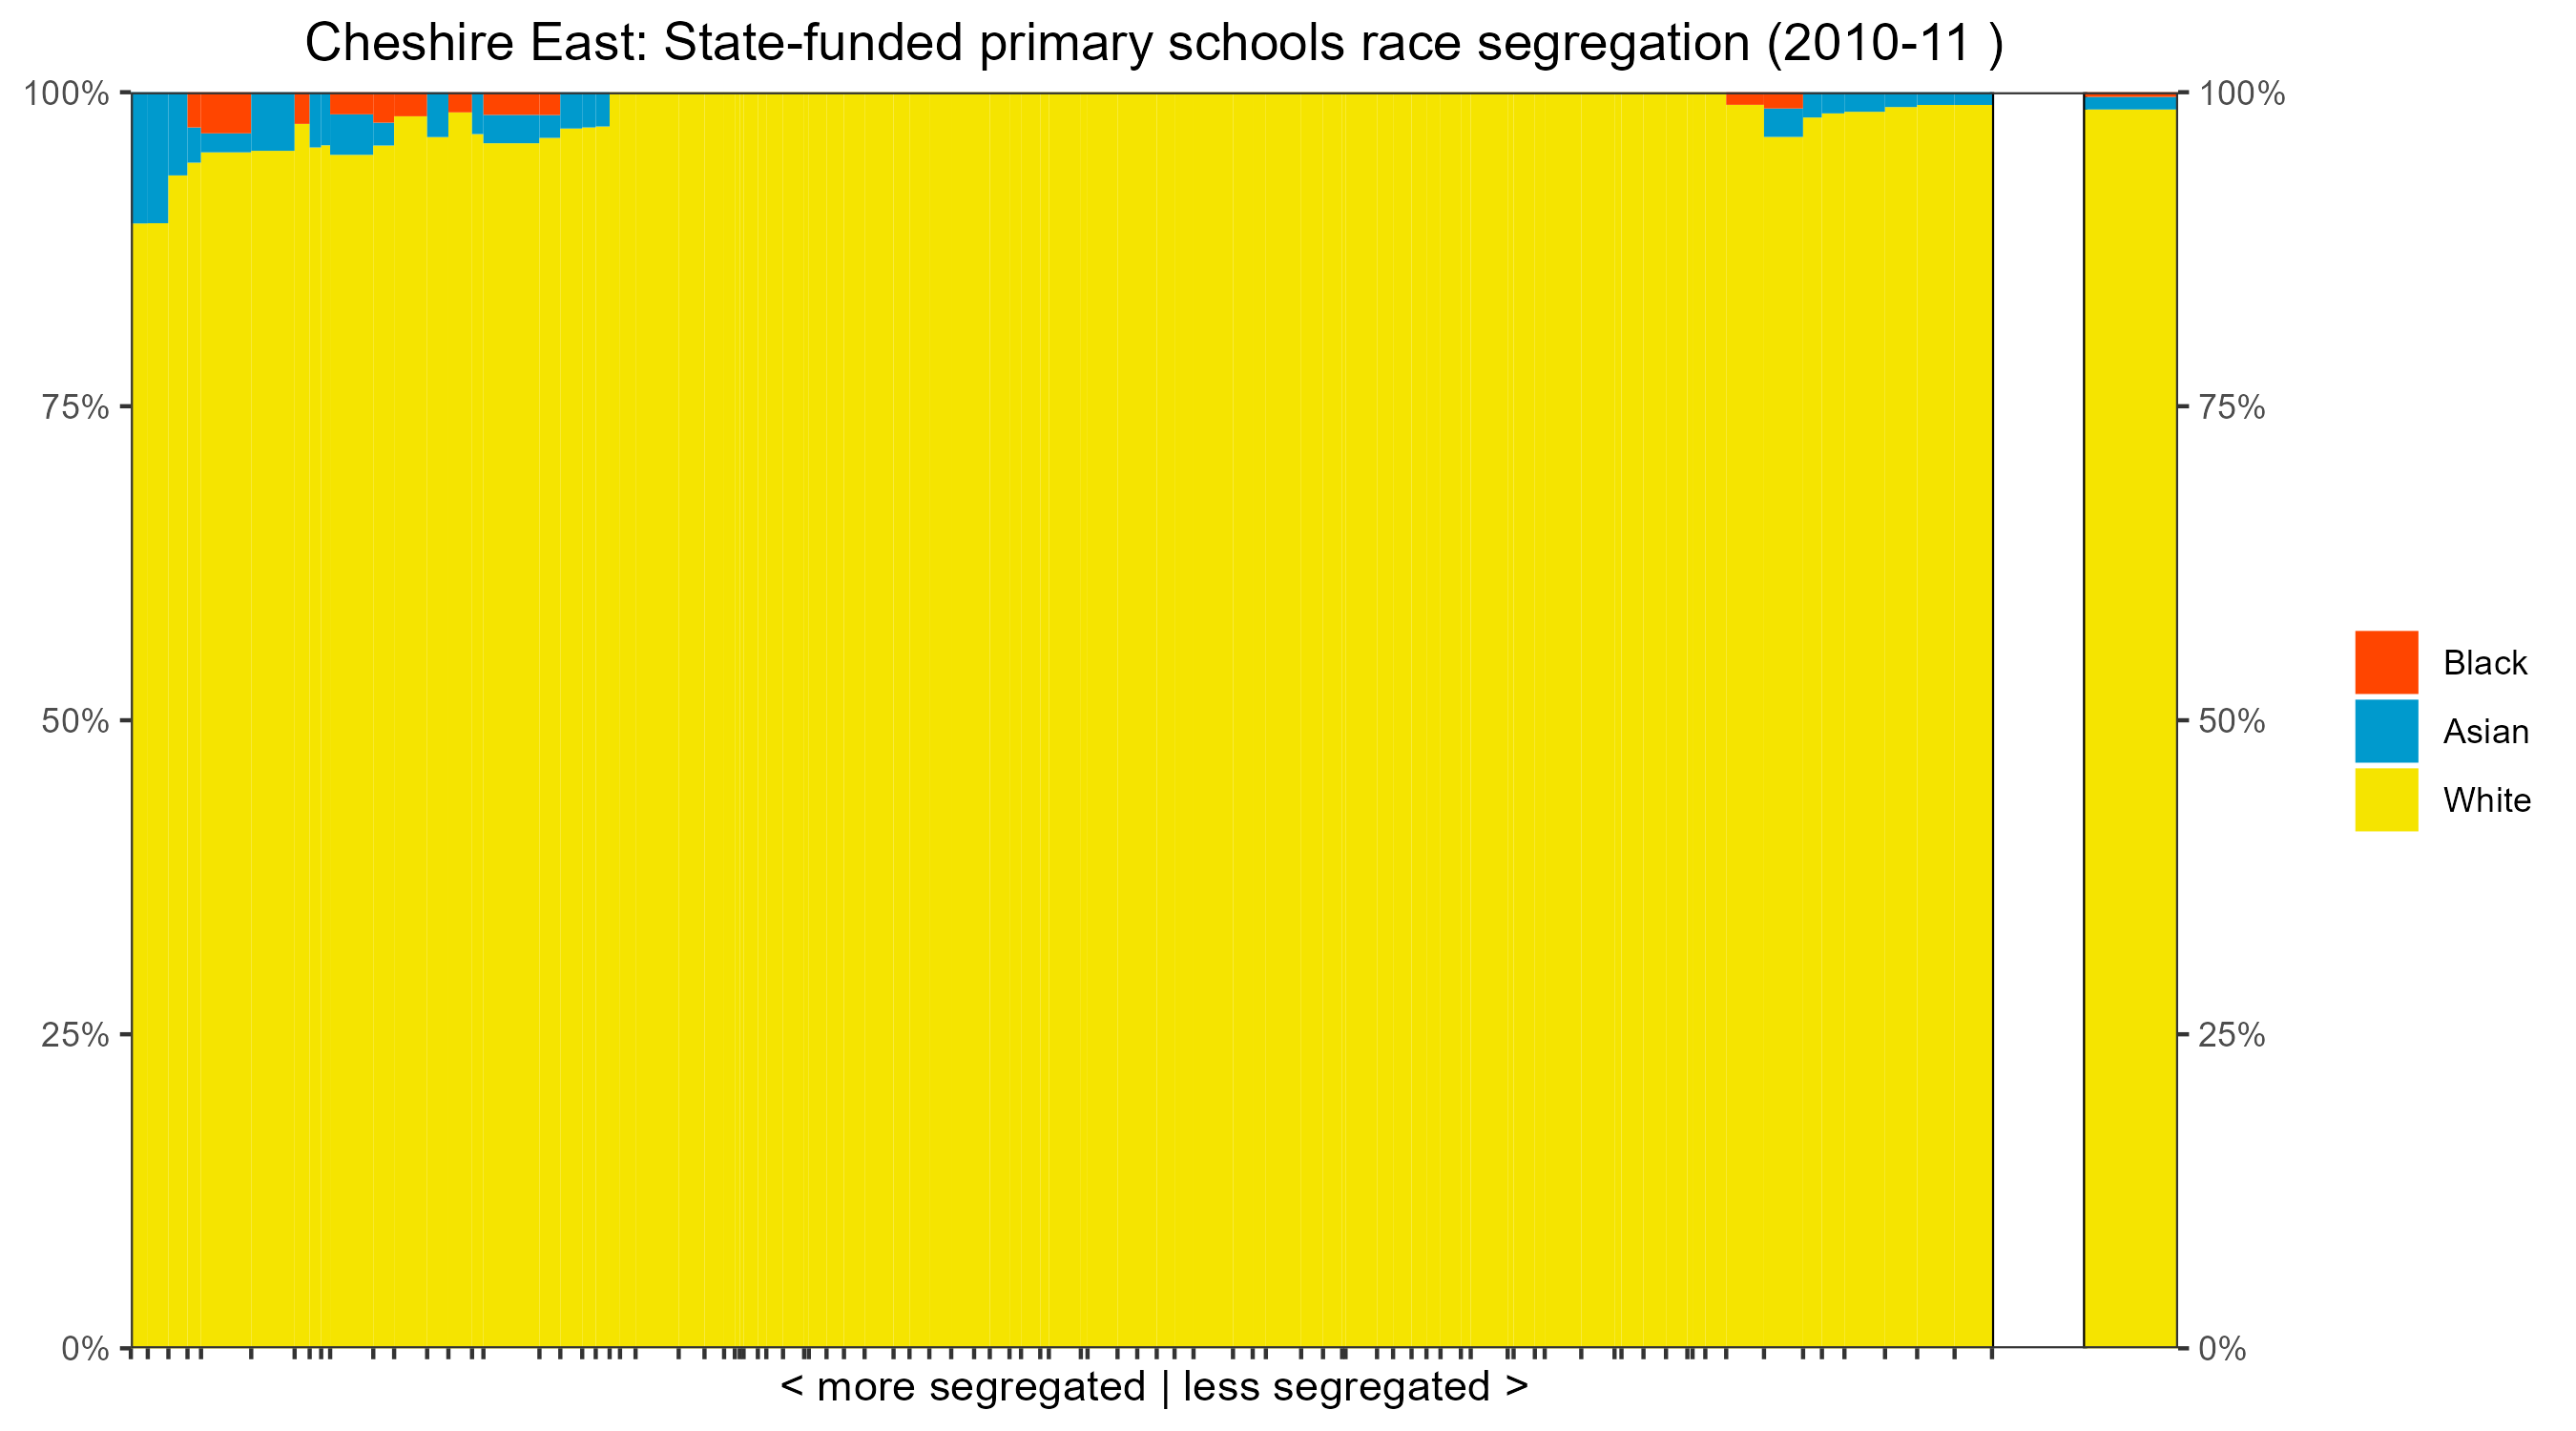 Cheshire East: State-funded primary schools race segregation (2010-11 )
100%
75%
50%
25%
0%
100%
75%
50%
25%
0%
< more segregated | less segregated >
Black
Asian
White